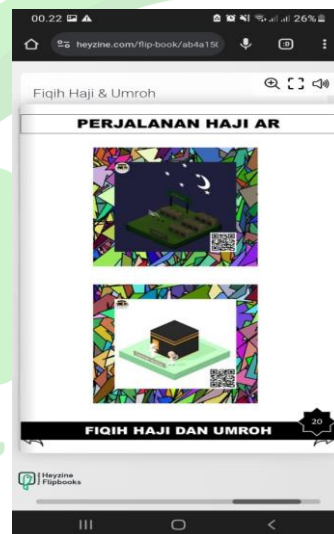 00.22
26%
heyzine.com/flip-book/ab4a15(
Fiqih Haji & Umroh
PERJALANAN HAJI AR
FIQIH HAJI DAN UMROH
20
Heyzine
Flipbooks